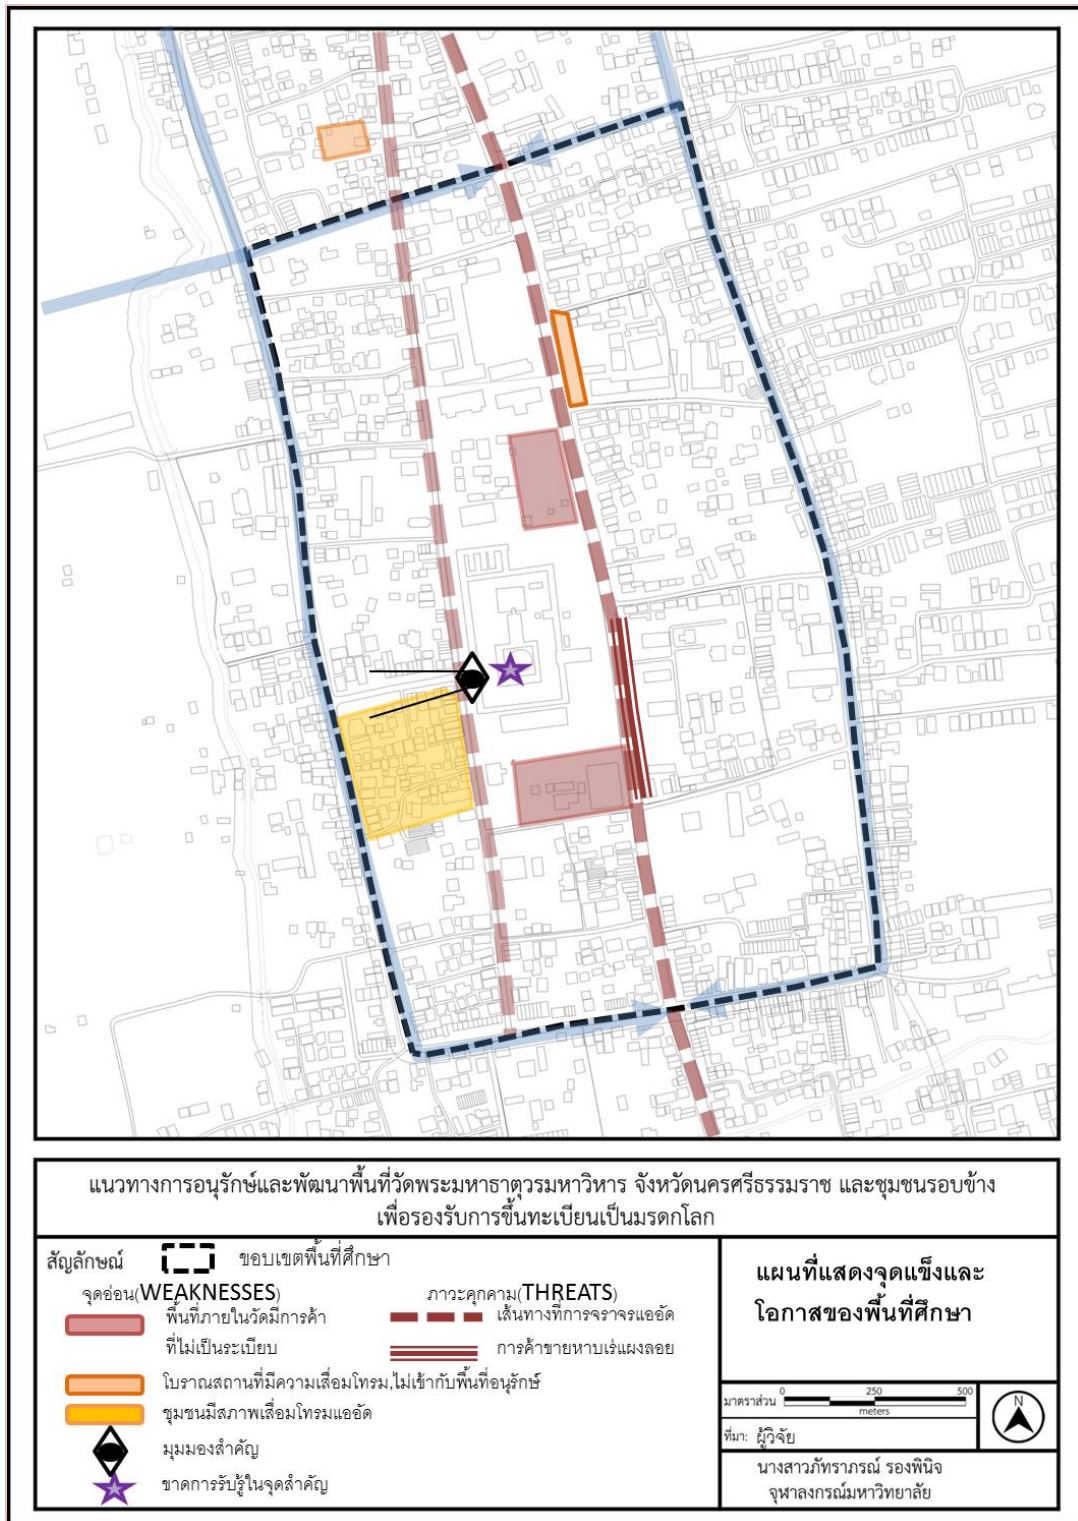 แนวทางการอนุรักษ์และพัฒนาพื้นที่วัดพระมหาธาตุวรมหาวิหาร จังหวัดนครศรีธรรมราช และชุมชนรอบข้าง
เพื่อรองรับการขึ้นทะเบียนเป็นมรดกโลก
สัญลักษณ์ ขอบเขตพื้นที่ศึกษา
จุดอ่อน(WEAKNESSES)
พื้นที่ภายในวัดมีการค้า
ที่ไม่เป็นระเบียบ
ภาวะคุกคาม(THREATS)
เส้นทางที่การจราจรแออัด
การค้าขายหาบเร่แผงลอย
โบราณสถานที่มีความเสื่อมโทรม,ไม่เข้ากับพื้นที่อนุรักษ์
ชุมชนมีสภาพเสื่อมโทรมแออัด
มุมมองสำคัญ
ขาดการรับรู้ในจุดสำคัญ
แผนที่แสดงจุดแข็งและ
โอกาสของพื้นที่ศึกษา
มาตราส่วน 0 250 500
meters
N
ที่มา: ผู้วิจัย
นางสาวภัทราภรณ์ รองพินิจ
จุฬาลงกรณ์มหาวิทยาลัย